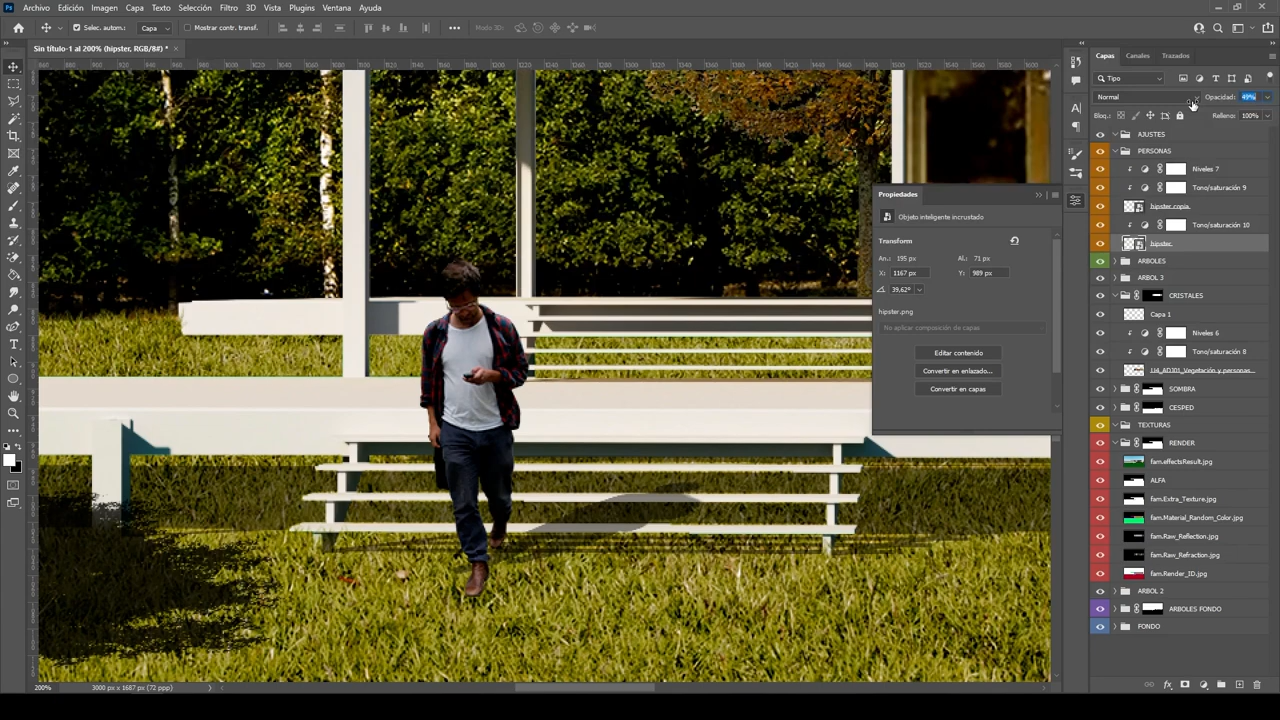 Ps Archivo Edición Imagen Capa Texto Selección Filtro 3D Vista Plugins Ventana Ayuda
Selec. autom.: Capa Mostrar contr. transf. Modo 3D:
Sin título-1 al 200% (hipster, RGB/8#) *
Capas Canales Trazados
Tipo
Normal Opacidad: 49%
Bloq.: Relleno: 100%
AJUSTES
PERSONAS
Niveles 7
Tono/saturación 9
hipster copia
Tono/saturación 10
hipster
ARBOLES
ARBOL 3
CRISTALES
Capa 1
Niveles 6
Tono/saturación 8
SOMBRA
CESPED
TEXTURAS
RENDER
fam.effectsResult.jpg
ALFA
fam.Extra_Texture.jpg
fam.Material_Random_Color.jpg
fam.Raw_Reflection.jpg
fam.Raw_Refraction.jpg
fam.Render_ID.jpg
ARBOL 2
ARBOLES FONDO
FONDO
Propiedades
Objeto inteligente incrustado
Transform
An.: 195 px Al.: 71 px
X: 1167 px Y: 989 px
39,62°
hipster.png
No aplicar composición de capas
Editar contenido
Convertir en enlazado...
Convertir en capas
200% 3000 px x 1687 px (72 ppp)